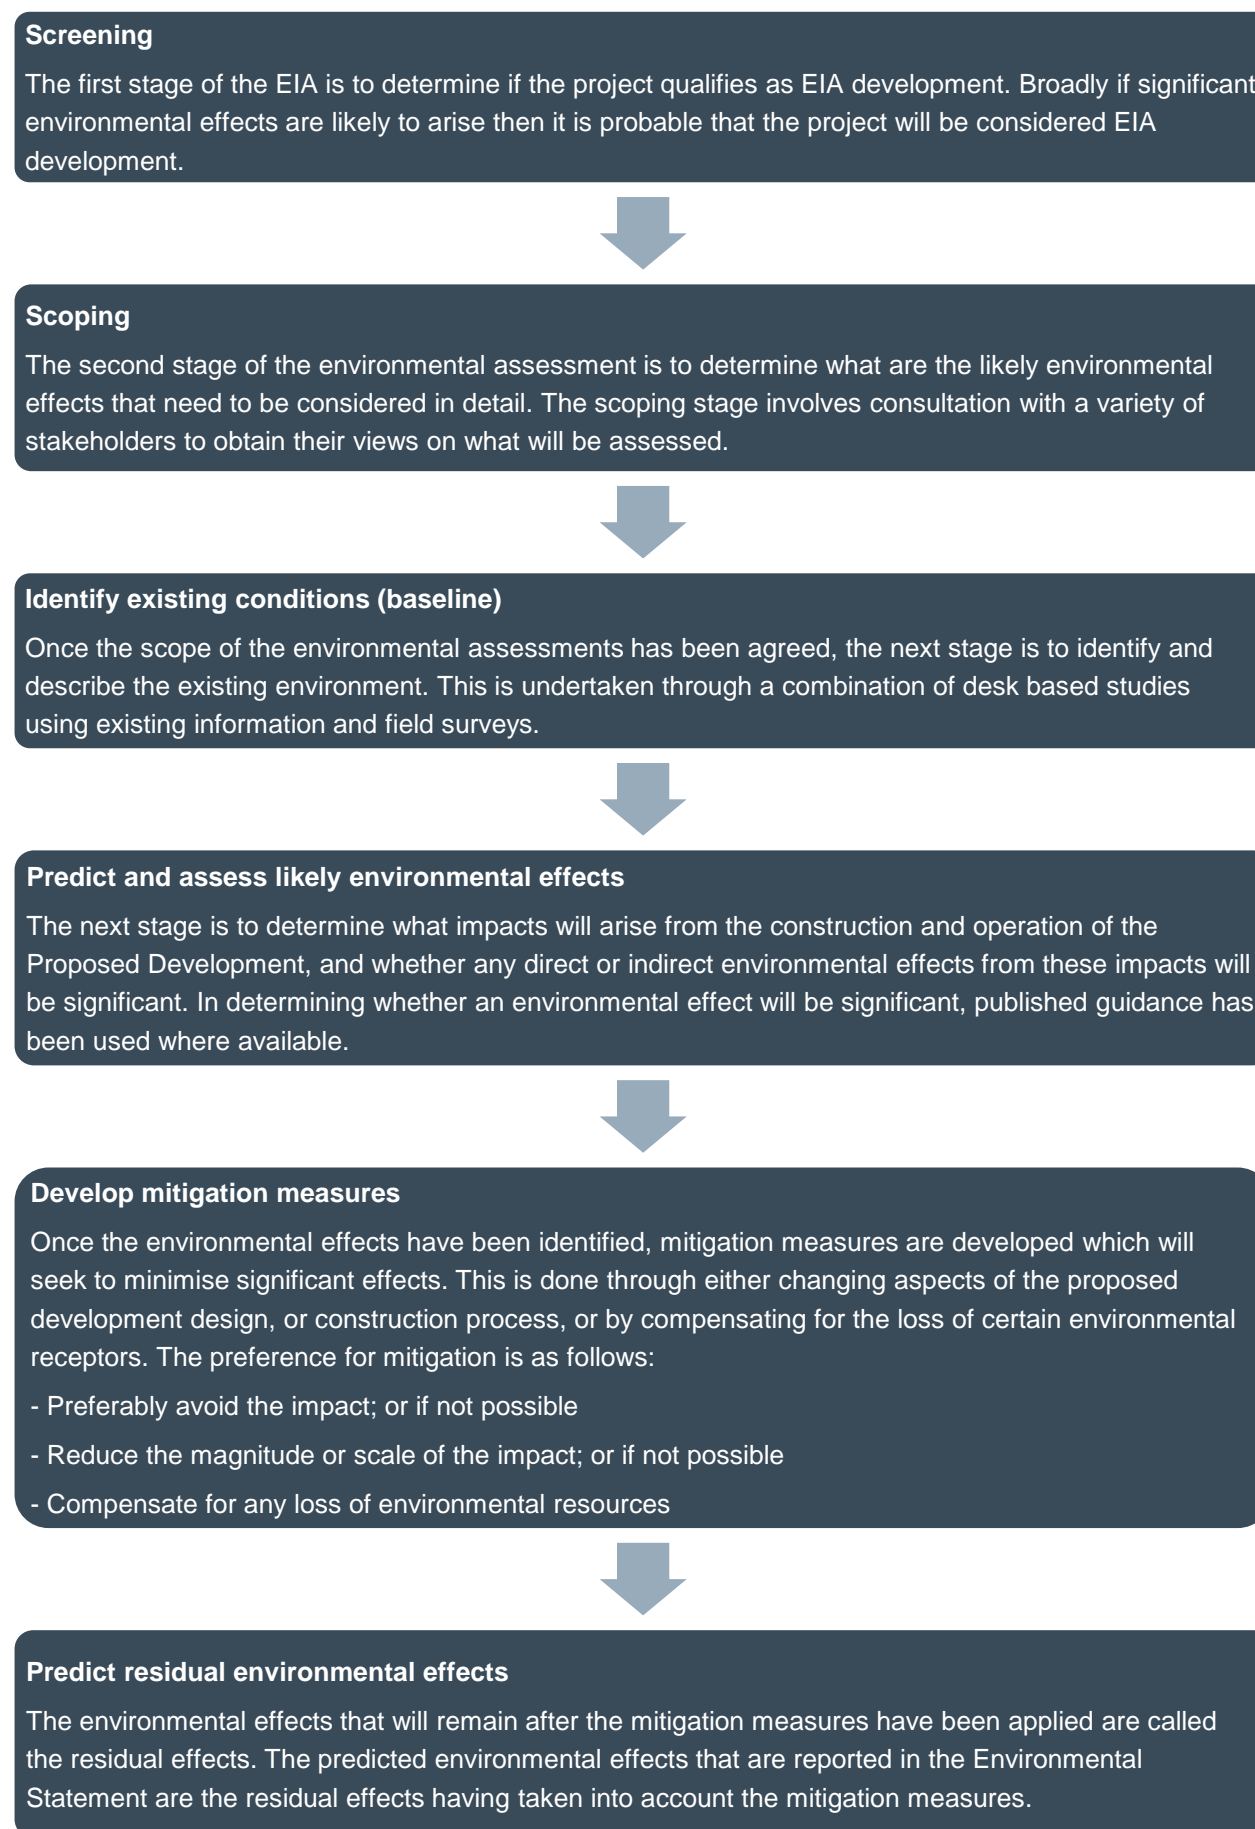 Screening
The first stage of the EIA is to determine if the project qualifies as EIA development. Broadly if significant
environmental effects are likely to arise then it is probable that the project will be considered EIA
development.
Scoping
The second stage of the environmental assessment is to determine what are the likely environmental
effects that need to be considered in detail. The scoping stage involves consultation with a variety of
stakeholders to obtain their views on what will be assessed.
Identify existing conditions (baseline)
Once the scope of the environmental assessments has been agreed, the next stage is to identify and
describe the existing environment. This is undertaken through a combination of desk based studies
using existing information and field surveys.
Predict and assess likely environmental effects
The next stage is to determine what impacts will arise from the construction and operation of the
Proposed Development, and whether any direct or indirect environmental effects from these impacts will
be significant. In determining whether an environmental effect will be significant, published guidance has
been used where available.
Develop mitigation measures
Once the environmental effects have been identified, mitigation measures are developed which will
seek to minimise significant effects. This is done through either changing aspects of the proposed
development design, or construction process, or by compensating for the loss of certain environmental
receptors. The preference for mitigation is as follows:
- Preferably avoid the impact; or if not possible
- Reduce the magnitude or scale of the impact; or if not possible
- Compensate for any loss of environmental resources
Predict residual environmental effects
The environmental effects that will remain after the mitigation measures have been applied are called
the residual effects. The predicted environmental effects that are reported in the Environmental
Statement are the residual effects having taken into account the mitigation measures.